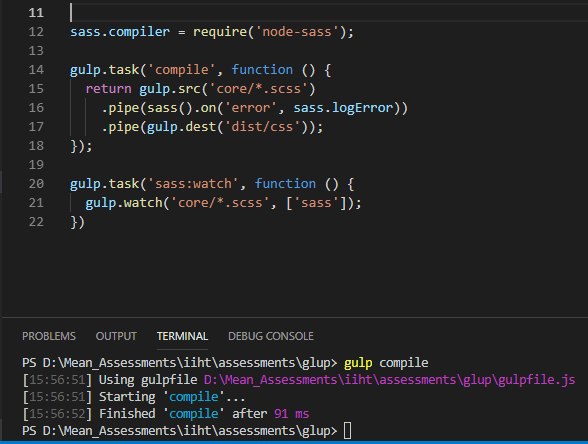 11
12 sass.compiler = require('node-sass');
13
14 gulp.task('compile', function () {
15   return gulp.src('core/*.scss')
16     .pipe(sass().on('error', sass.logError))
17     .pipe(gulp.dest('dist/css'));
18 });
19
20 gulp.task('sass:watch', function () {
21   gulp.watch('core/*.scss', ['sass']);
22 })
PROBLEMS OUTPUT TERMINAL DEBUG CONSOLE
PS D:\Mean_Assessments\iiht\assessments\glup> gulp compile
[15:56:51] Using gulpfile D:\Mean_Assessments\iiht\assessments\glup\gulpfile.js
[15:56:51] Starting 'compile'...
[15:56:52] Finished 'compile' after 91 ms
PS D:\Mean_Assessments\iiht\assessments\glup>